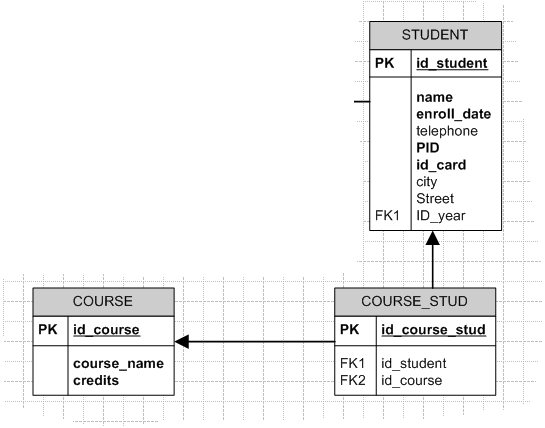 STUDENT
PK id_student
name
enroll_date
telephone
PID
id_card
city
Street
FK1 ID_year
COURSE
PK id_course
course_name
credits
COURSE_STUD
PK id_course_stud
FK1 id_student
FK2 id_course